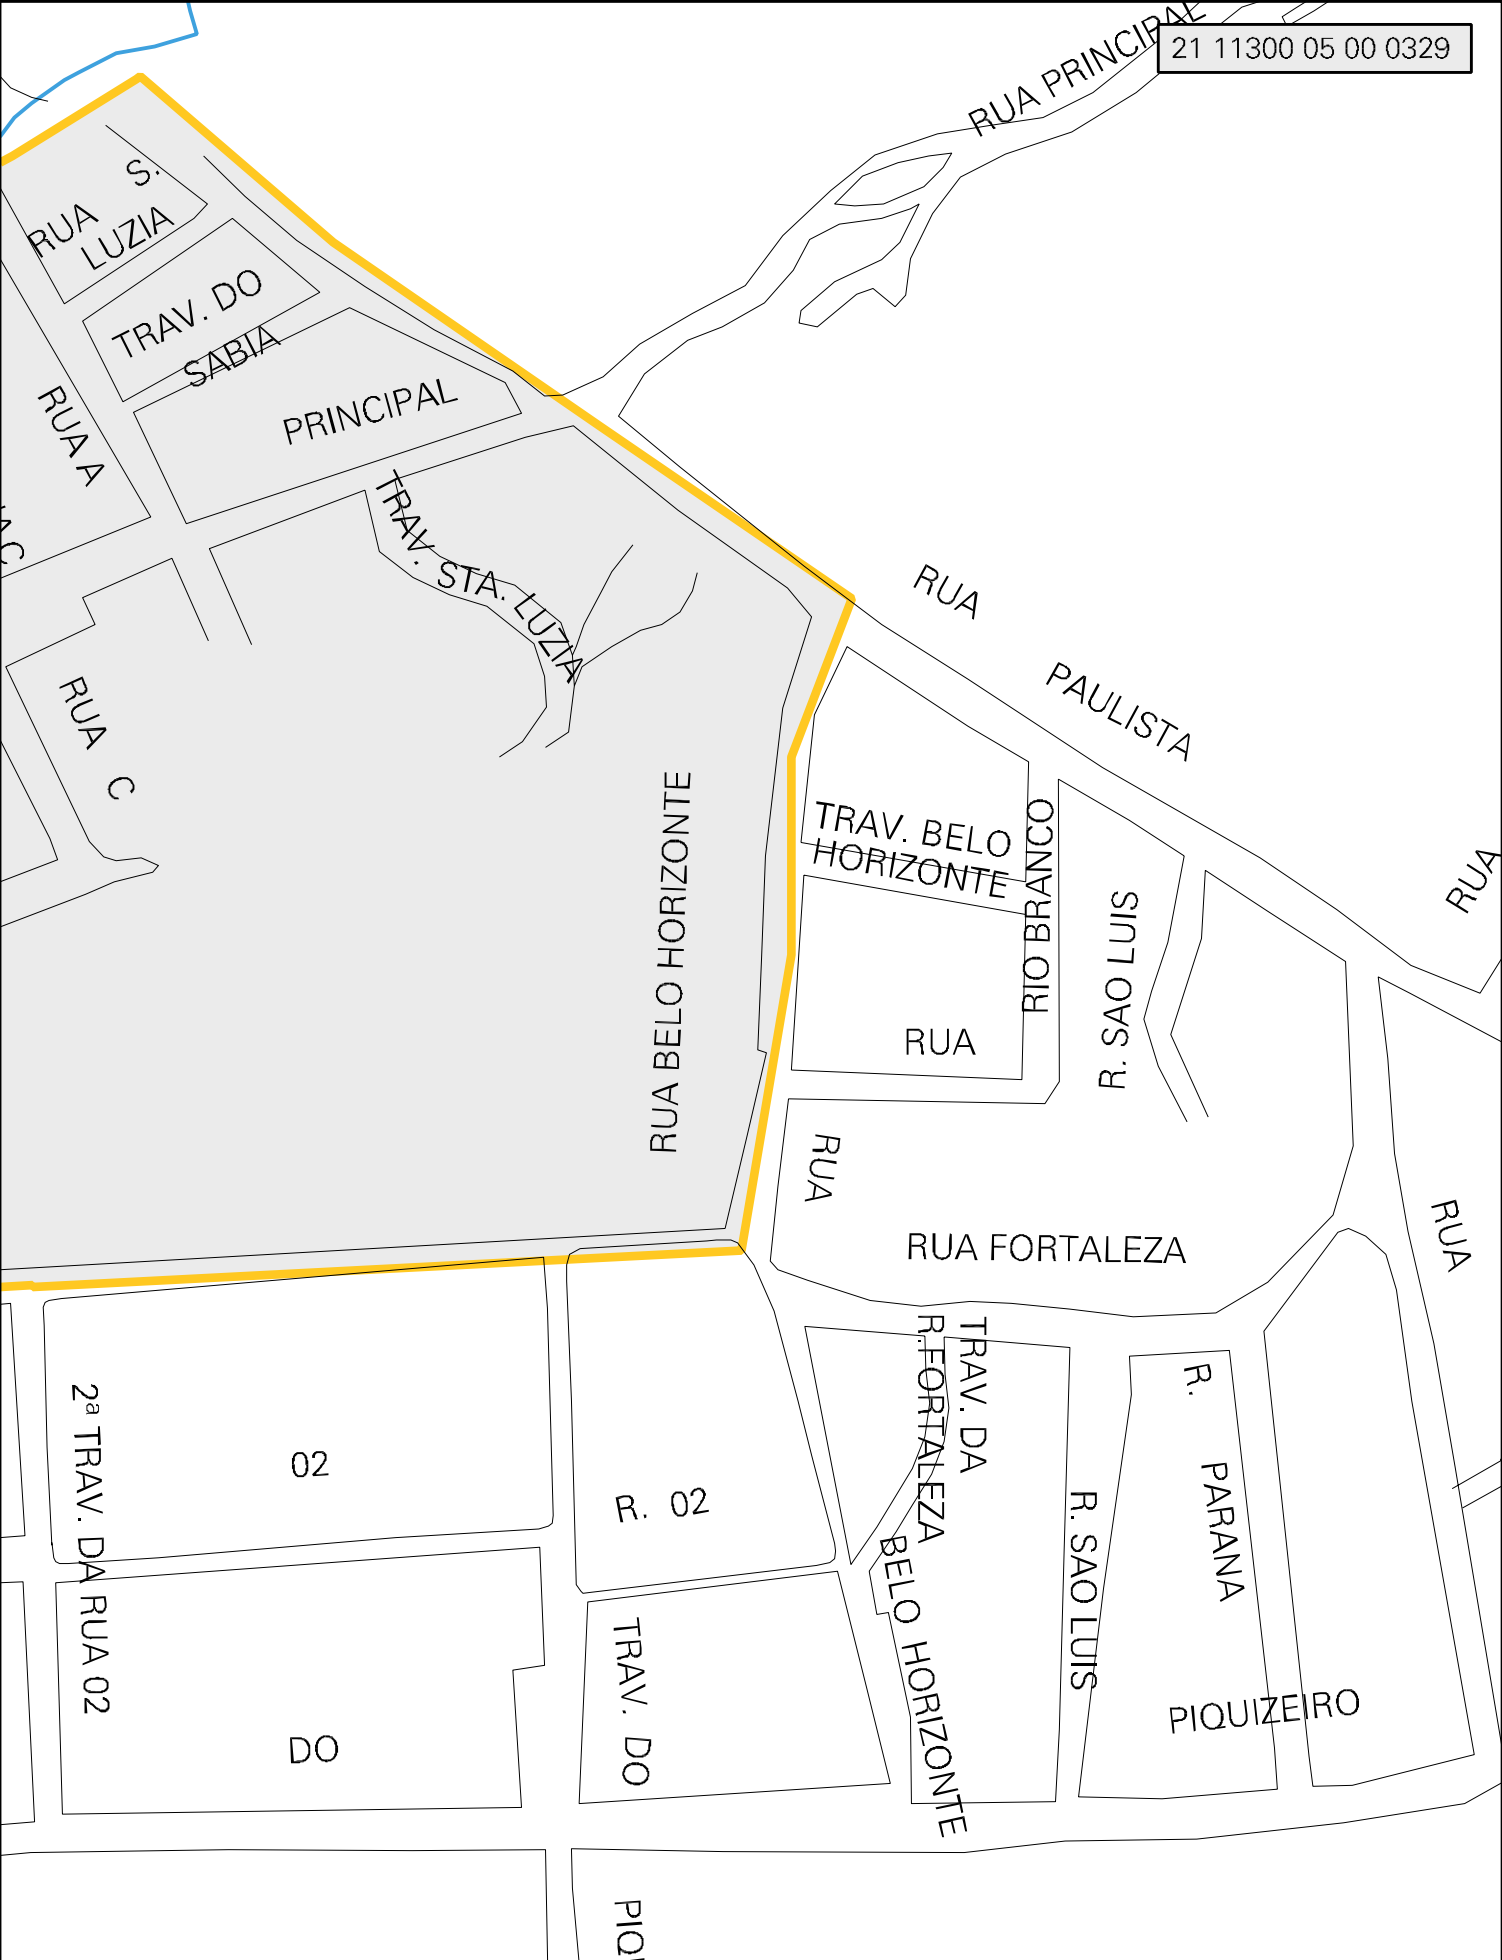 RUA PRINCIPAL
21 11300 05 00 0329
RUA S.
LUZIA
TRAV. DO
SABIA
PRINCIPAL
RUA A
C
TRAV. STA. LUZIA
RUA
PAULISTA
RUA C
RUA BELO HORIZONTE
TRAV. BELO
HORIZONTE
RIO BRANCO
R. SAO LUIS
RUA
RUA
RUA
RUA FORTALEZA
RUA
TRAV. DA
R.FORTALEZA
R.
PARANA
2ª TRAV. DA RUA 02
02
R. 02
R. SAO LUIS
BELO HORIZONTE
TRAV. DO
DO
PIQUIZEIRO